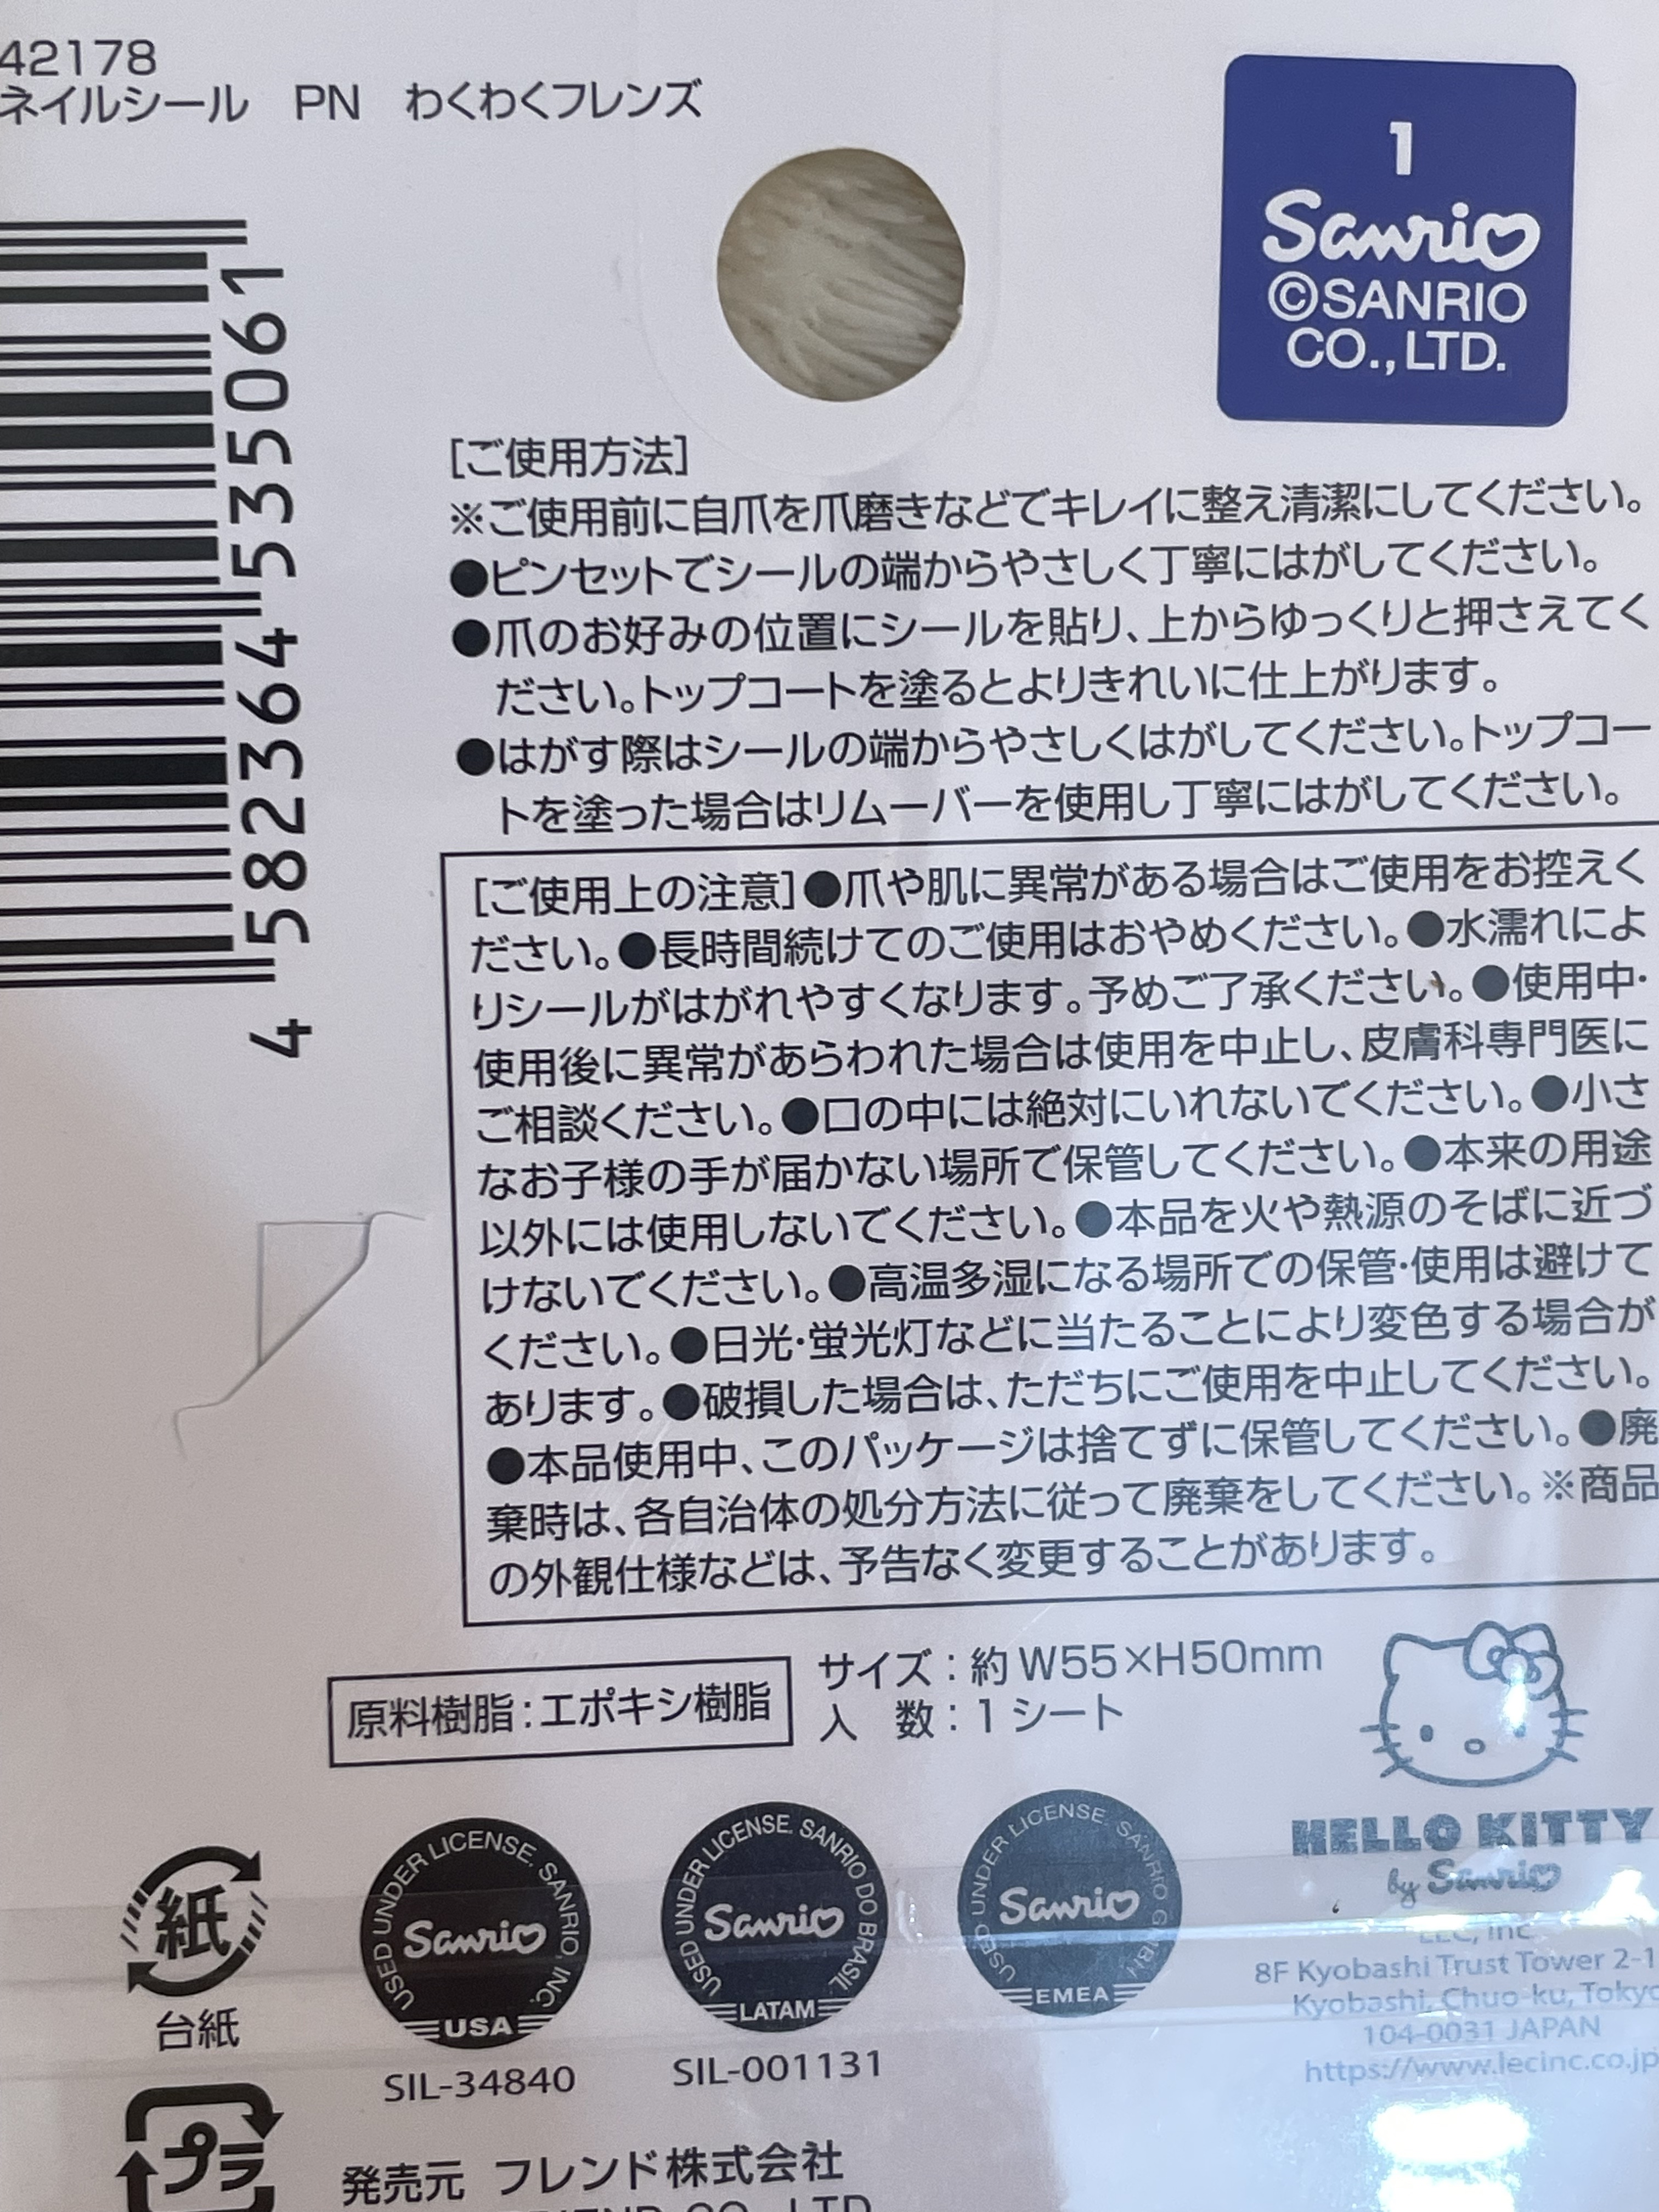 42178
ネイルシール　PN　わくわくフレンズ
1
Sanrio
©SANRIO
CO.,LTD.
4 582364 535061
[ご使用方法]
※ご使用前に自爪を爪磨きなどでキレイに整え清潔にしてください。
●ピンセットでシールの端からやさしく丁寧にはがしてください。
●爪のお好みの位置にシールを貼り、上からゆっくりと押さえてく
ださい。トップコートを塗るとよりきれいに仕上がります。
●はがす際はシールの端からやさしくはがしてください。トップコー
トを塗った場合はリムーバーを使用し丁寧にはがしてください。
[ご使用上の注意]●爪や肌に異常がある場合はご使用をお控えく
ださい。●長時間続けてのご使用はおやめください。●水濡れによ
りシールがはがれやすくなります。予めご了承ください。●使用中・
使用後に異常があらわれた場合は使用を中止し、皮膚科専門医に
ご相談ください。●口の中には絶対にいれないでください。●小さ
なお子様の手が届かない場所で保管してください。●本来の用途
以外には使用しないでください。●本品を火や熱源のそばに近づ
けないでください。●高温多湿になる場所での保管・使用は避けて
ください。●日光・蛍光灯などに当たることにより変色する場合が
あります。●破損した場合は、ただちにご使用を中止してください。
●本品使用中、このパッケージは捨てずに保管してください。●廃
棄時は、各自治体の処分方法に従って廃棄をしてください。※商品
の外観仕様などは、予告なく変更することがあります。
原料樹脂:エポキシ樹脂
サイズ：約 W55×H50mm
入　数：1 シート
HELLO KITTY
by Sanrio
紙
台紙
USED UNDER LICENSE. SANRIO, INC.
Sanrio
USA
SIL-34840
USED UNDER LICENSE. SANRIO DO BRASIL
Sanrio
LATAM
SIL-001131
USED UNDER LICENSE. SANRIO GMBH
Sanrio
EMEA
LEC, Inc
8F Kyobashi Trust Tower 2-1
Kyobashi, Chuo-ku, Tokyo
104-0031 JAPAN
https://www.lecinc.co.jp
プラ
発売元　フレンド株式会社
CO., LTD